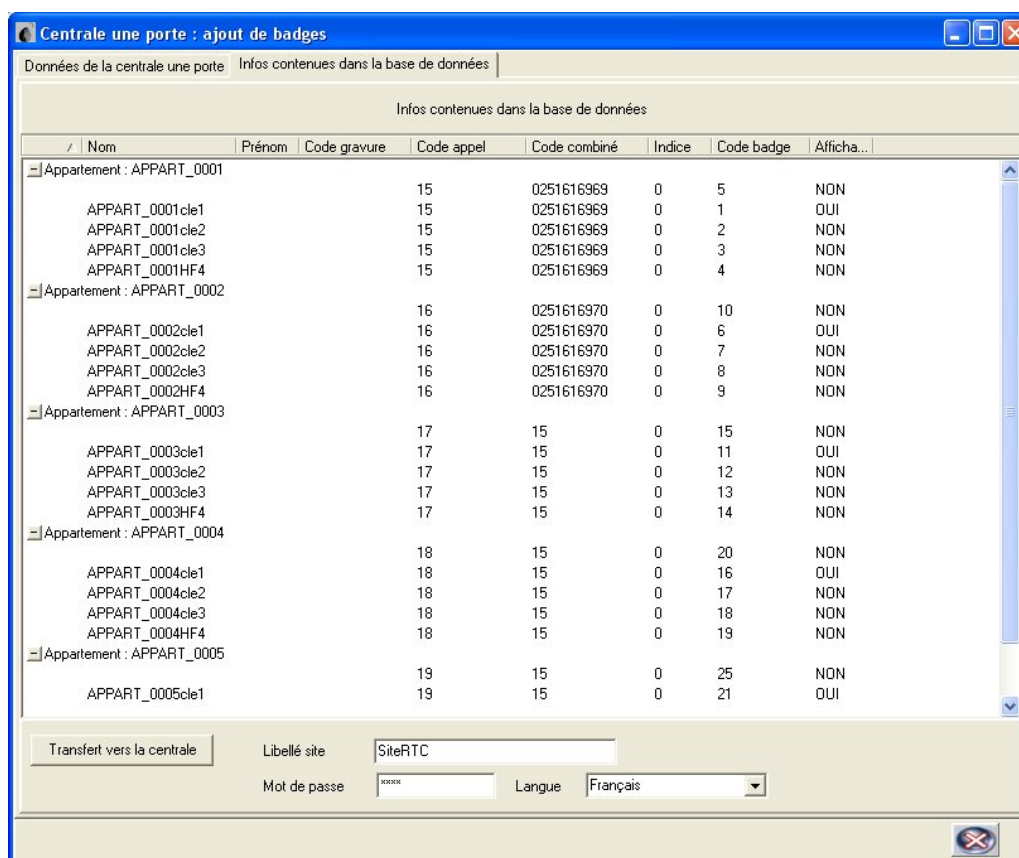 Centrale une porte : ajout de badges
Données de la centrale une porte Infos contenues dans la base de données
Infos contenues dans la base de données
Nom Prénom Code gravure Code appel Code combiné Indice Code badge Afficha...
Appartement : APPART_0001
15 0251616969 0 5 NON
APPART_0001cle1 15 0251616969 0 1 OUI
APPART_0001cle2 15 0251616969 0 2 NON
APPART_0001cle3 15 0251616969 0 3 NON
APPART_0001HF4 15 0251616969 0 4 NON
Appartement : APPART_0002
16 0251616970 0 10 NON
APPART_0002cle1 16 0251616970 0 6 OUI
APPART_0002cle2 16 0251616970 0 7 NON
APPART_0002cle3 16 0251616970 0 8 NON
APPART_0002HF4 16 0251616970 0 9 NON
Appartement : APPART_0003
17 15 0 15 NON
APPART_0003cle1 17 15 0 11 OUI
APPART_0003cle2 17 15 0 12 NON
APPART_0003cle3 17 15 0 13 NON
APPART_0003HF4 17 15 0 14 NON
Appartement : APPART_0004
18 15 0 20 NON
APPART_0004cle1 18 15 0 16 OUI
APPART_0004cle2 18 15 0 17 NON
APPART_0004cle3 18 15 0 18 NON
APPART_0004HF4 18 15 0 19 NON
Appartement : APPART_0005
19 15 0 25 NON
APPART_0005cle1 19 15 0 21 OUI
Transfert vers la centrale Libellé site SiteRTC
Mot de passe **** Langue Français